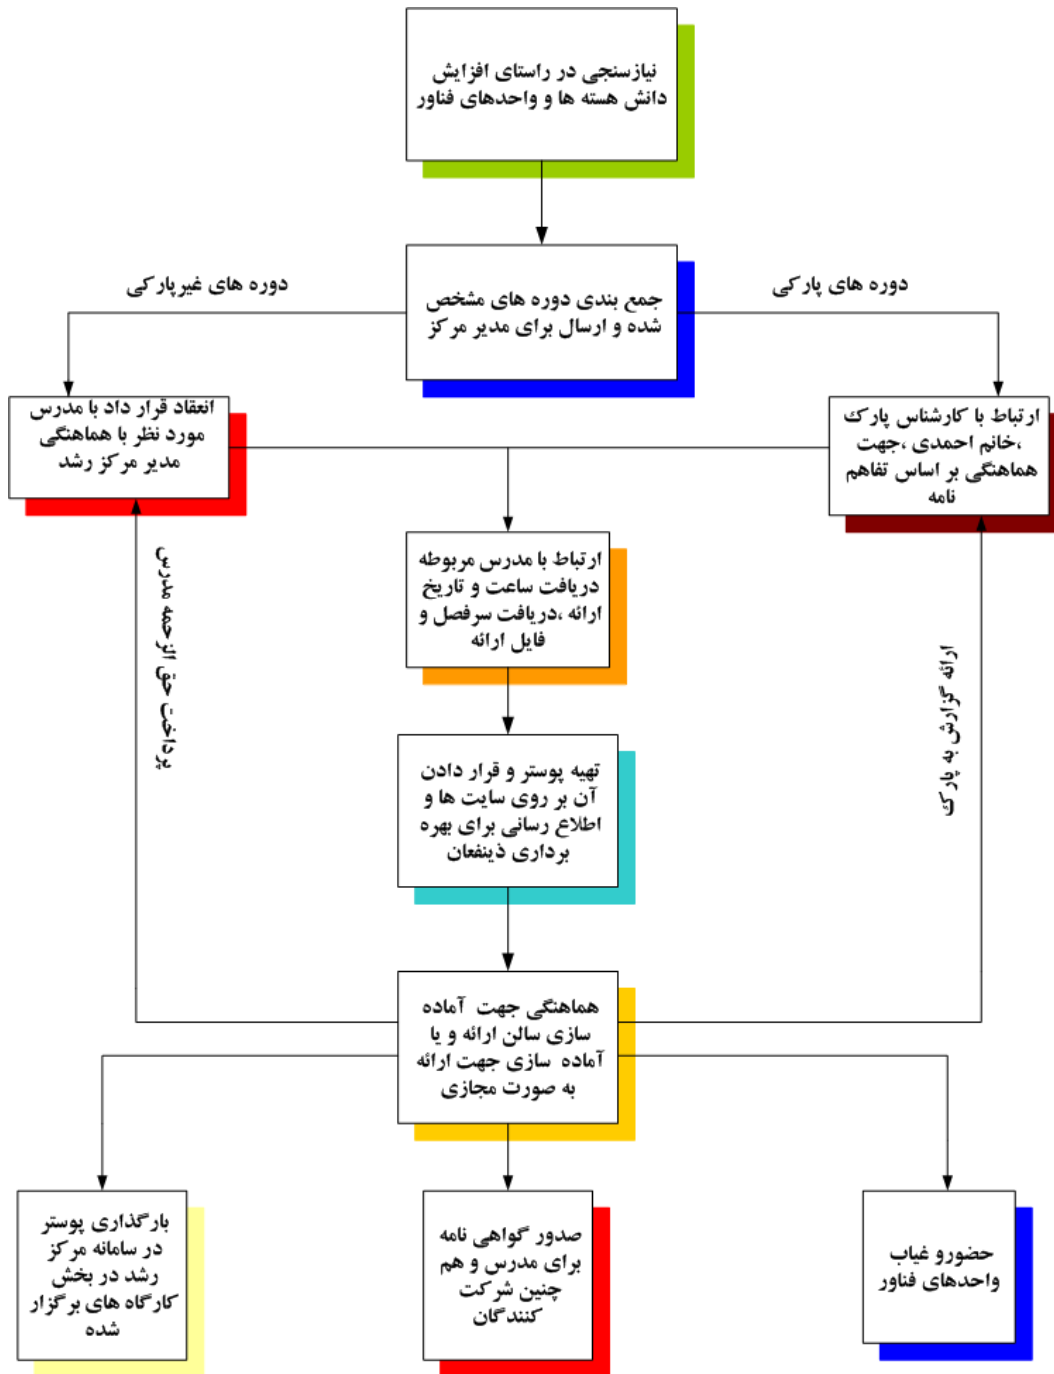 نیازسنجی در راستای افزایش
دانش هسته ها و واحدهای فناور
دوره های پارکی
دوره های غیرپارکی
جمع بندی دوره های مشخص
شده و ارسال برای مدیر مرکز
ارتباط با کارشناس پارک
،خانم احمدی ،جهت
هماهنگی بر اساس تفاهم
نامه
انعقاد قرار داد با مدرس
مورد نظر با هماهنگی
مدیر مرکز رشد
ارتباط با مدرس مربوطه
دریافت ساعت و تاریخ
ارائه ،دریافت سرفصل و
فایل ارائه
ارائه گزارش به پارک
پرداخت حق الزحمه مدرس
تهیه پوستر و قرار دادن
آن بر روی سایت ها و
اطلاع رسانی برای بهره
برداری ذینفعان
هماهنگی جهت آماده
سازی سالن ارائه و یا
آماده سازی جهت ارائه
به صورت مجازی
حضورو غیاب
واحدهای فناور
صدور گواهی نامه
برای مدرس و هم
چنین شرکت
کنندگان
بارگذاری پوستر
در سامانه مرکز
رشد در بخش
کارگاه های برگزار
شده